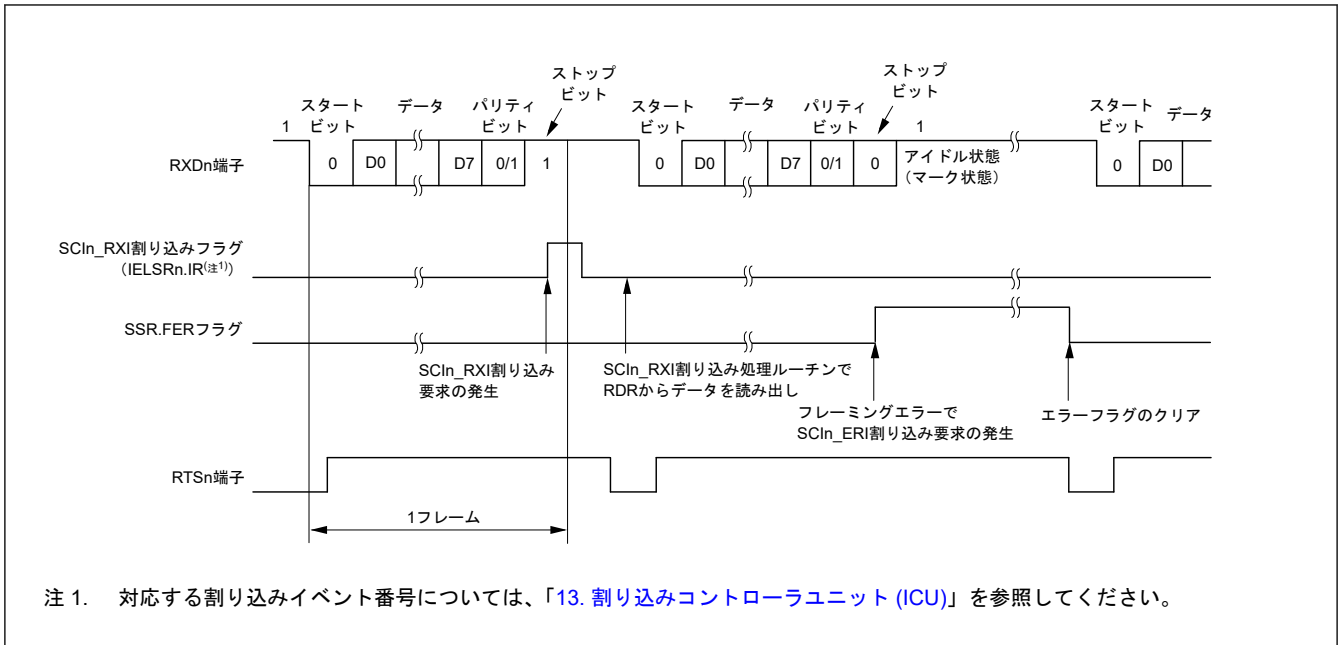 ストップ
ビット
ストップ
ビット
スタート
ビット
データ
パリティ
ビット
スタート
ビット
データ
パリティ
ビット
スタート
ビット
データ
1
1
RXDn端子
0
D0
D7
0/1
1
0
D0
D7
0/1
0
アイドル状態
（マーク状態）
0
D0
SCIn_RXI割り込みフラグ
（IELSRn.IR(注1)）
SSR.FERフラグ
SCIn_RXI割り込み
要求の発生
SCIn_RXI割り込み処理ルーチンで
RDRからデータを読み出し
フレーミングエラーで
SCIn_ERI割り込み要求の発生
エラーフラグのクリア
RTSn端子
1フレーム
注 1. 対応する割り込みイベント番号については、「13. 割り込みコントローラユニット (ICU)」を参照してください。